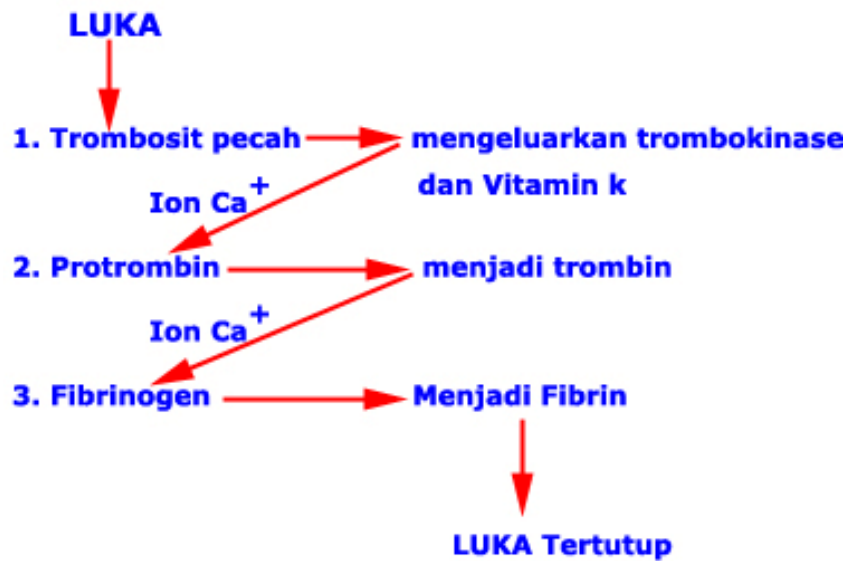 LUKA
1. Trombosit pecah mengeluarkan trombokinase
dan Vitamin k
Ion Ca+
2. Protrombin menjadi trombin
Ion Ca+
3. Fibrinogen Menjadi Fibrin
LUKA Tertutup